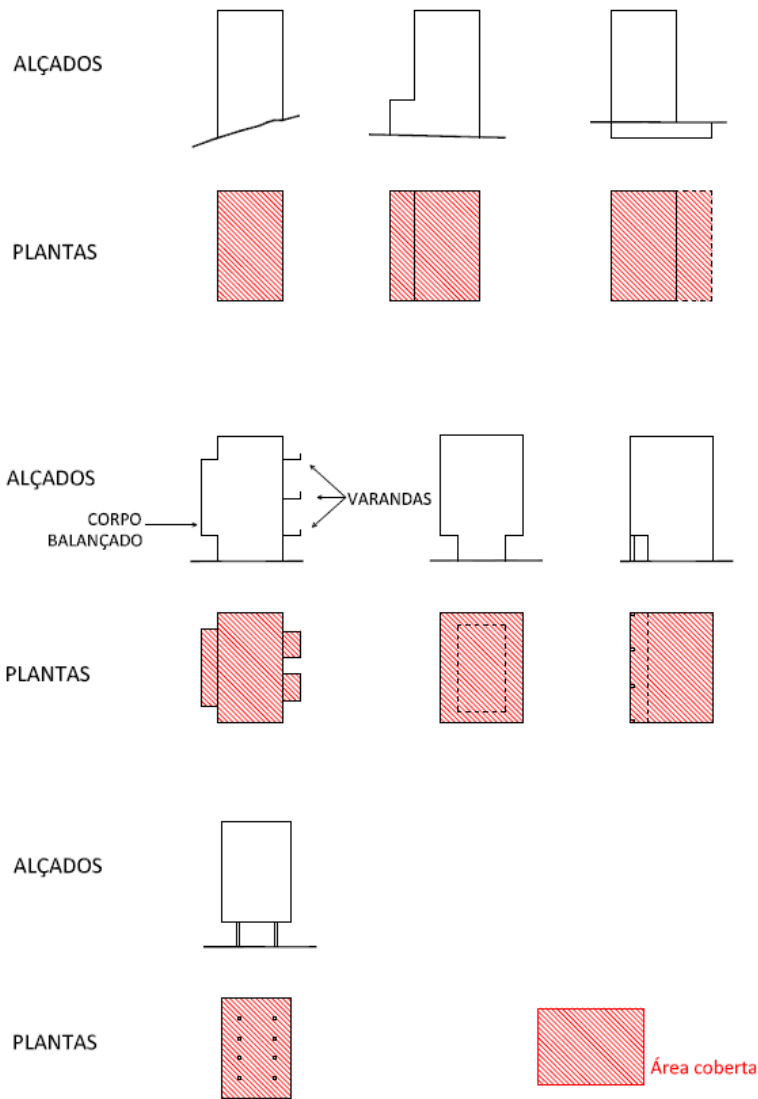 ALÇADOS
PLANTAS
ALÇADOS
VARANDAS
CORPO
BALANÇADO
PLANTAS
ALÇADOS
PLANTAS
Área coberta